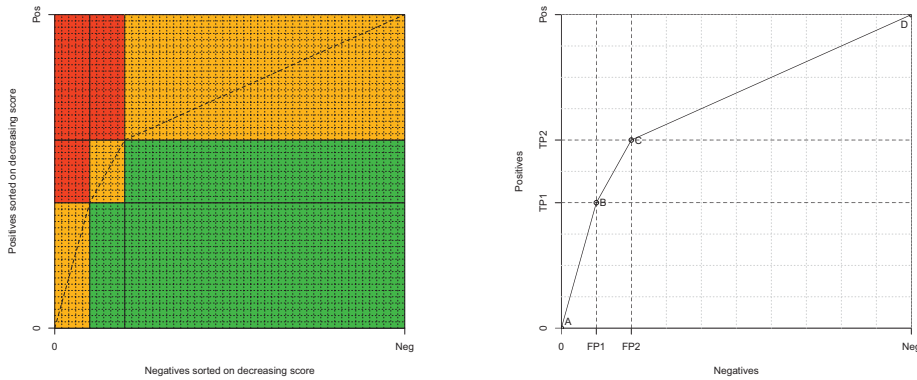 Pos
Positives sorted on decreasing score
0
0
Neg
Negatives sorted on decreasing score
Pos
D
TP2
C
Positives
TP1
B
0
A
0
FP1
FP2
Neg
Negatives